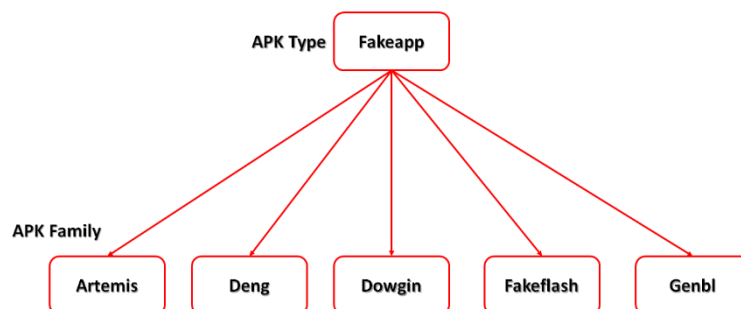 APK Type
Fakeapp
APK Family
Artemis
Deng
Dowgin
Fakeflash
Genbl